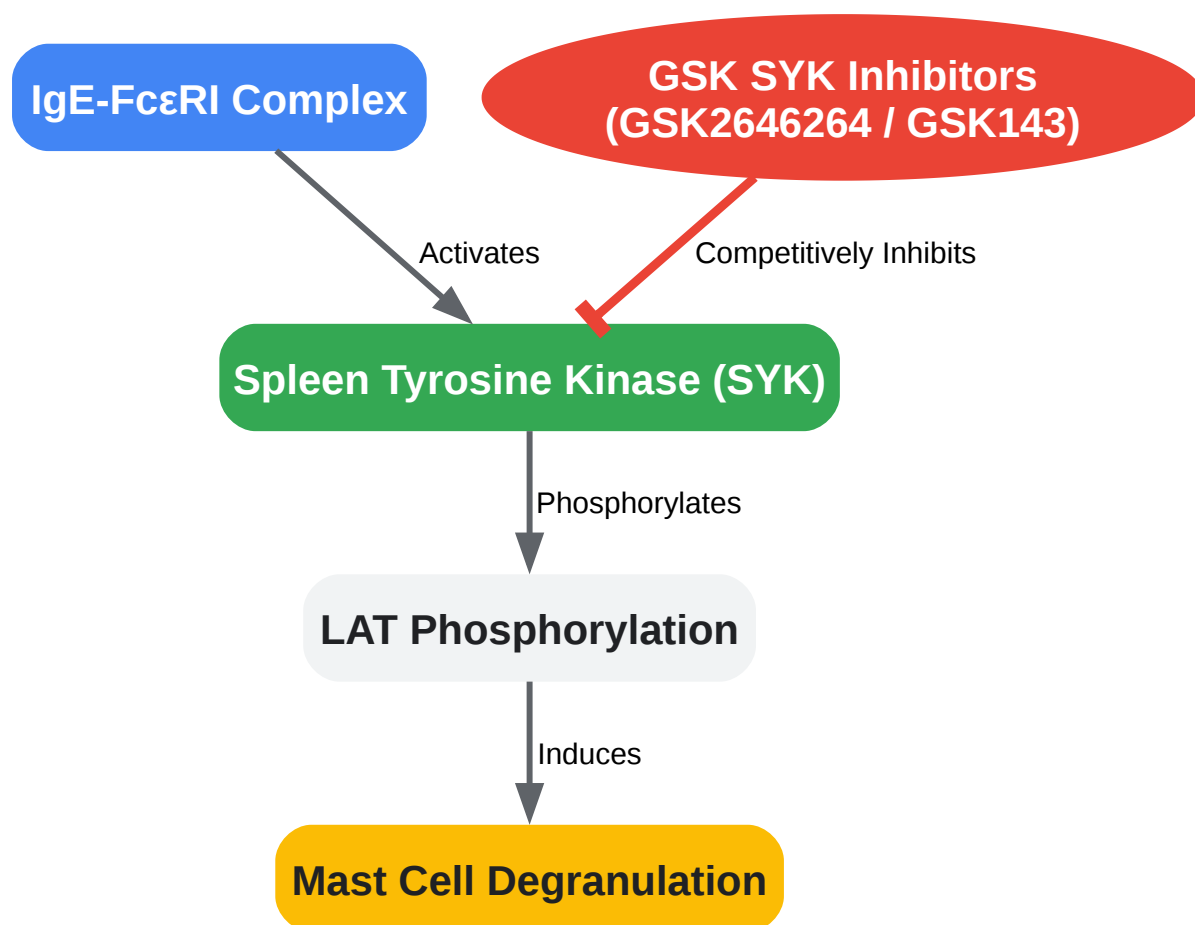 IgE-FcεRI Complex
GSK SYK Inhibitors
(GSK2646264 / GSK143)
Activates
Competitively Inhibits
Spleen Tyrosine Kinase (SYK)
Phosphorylates
LAT Phosphorylation
Induces
Mast Cell Degranulation